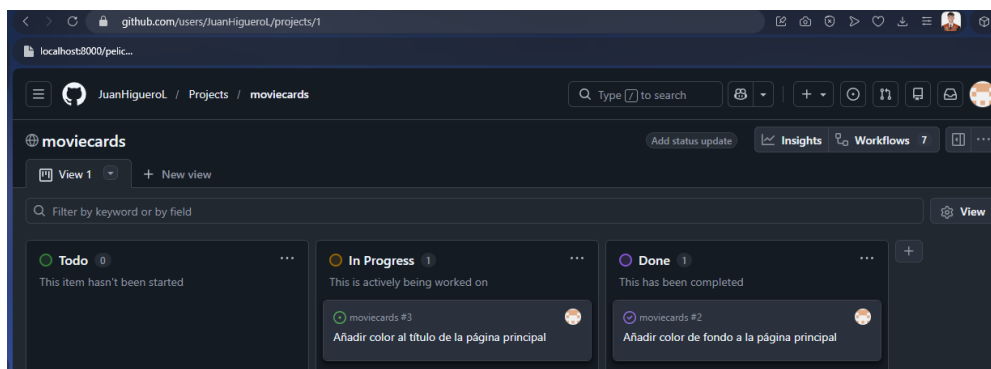 github.com/users/JuanHigueroL/projects/1
localhost:8000/pelic...
JuanHigueroL / Projects / moviecards
Type / to search
moviecards
Add status update
Insights
Workflows 7
View 1
+ New view
Filter by keyword or by field
View
Todo 0
This item hasn't been started
In Progress 1
This is actively being worked on
moviecards #3
Añadir color al título de la página principal
Done 1
This has been completed
moviecards #2
Añadir color de fondo a la página principal